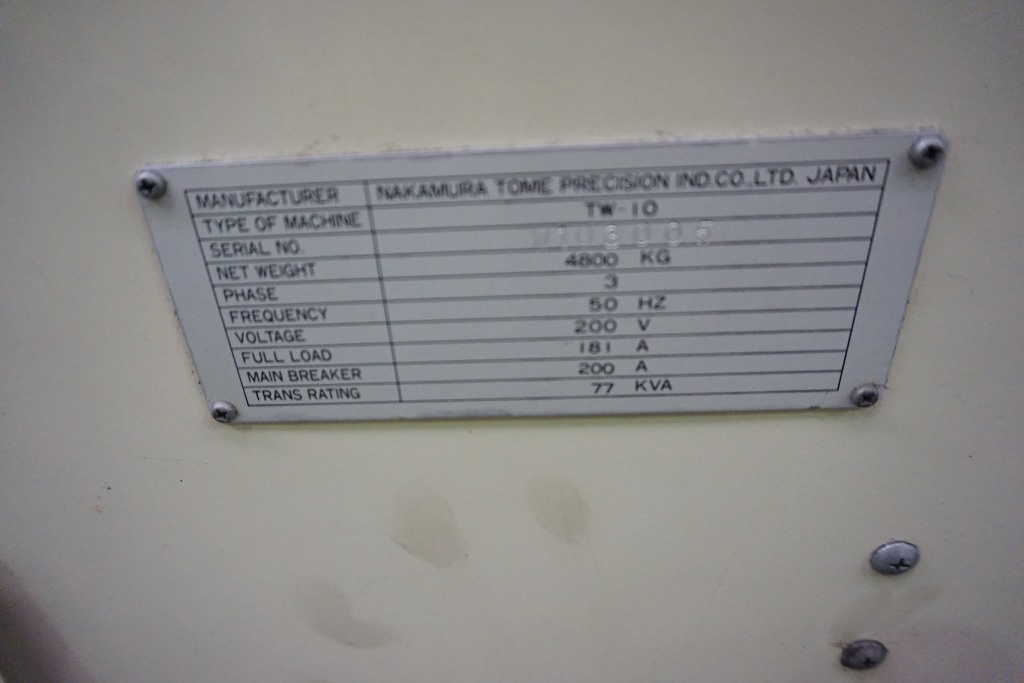 MANUFACTURER NAKAMURA TOME PRECISION IND.CO.,LTD. JAPAN
TYPE OF MACHINE TW-10
SERIAL NO.
NET WEIGHT 4800 KG
PHASE 3
FREQUENCY 50 HZ
VOLTAGE 200 V
FULL LOAD 181 A
MAIN BREAKER 200 A
TRANS RATING 77 KVA